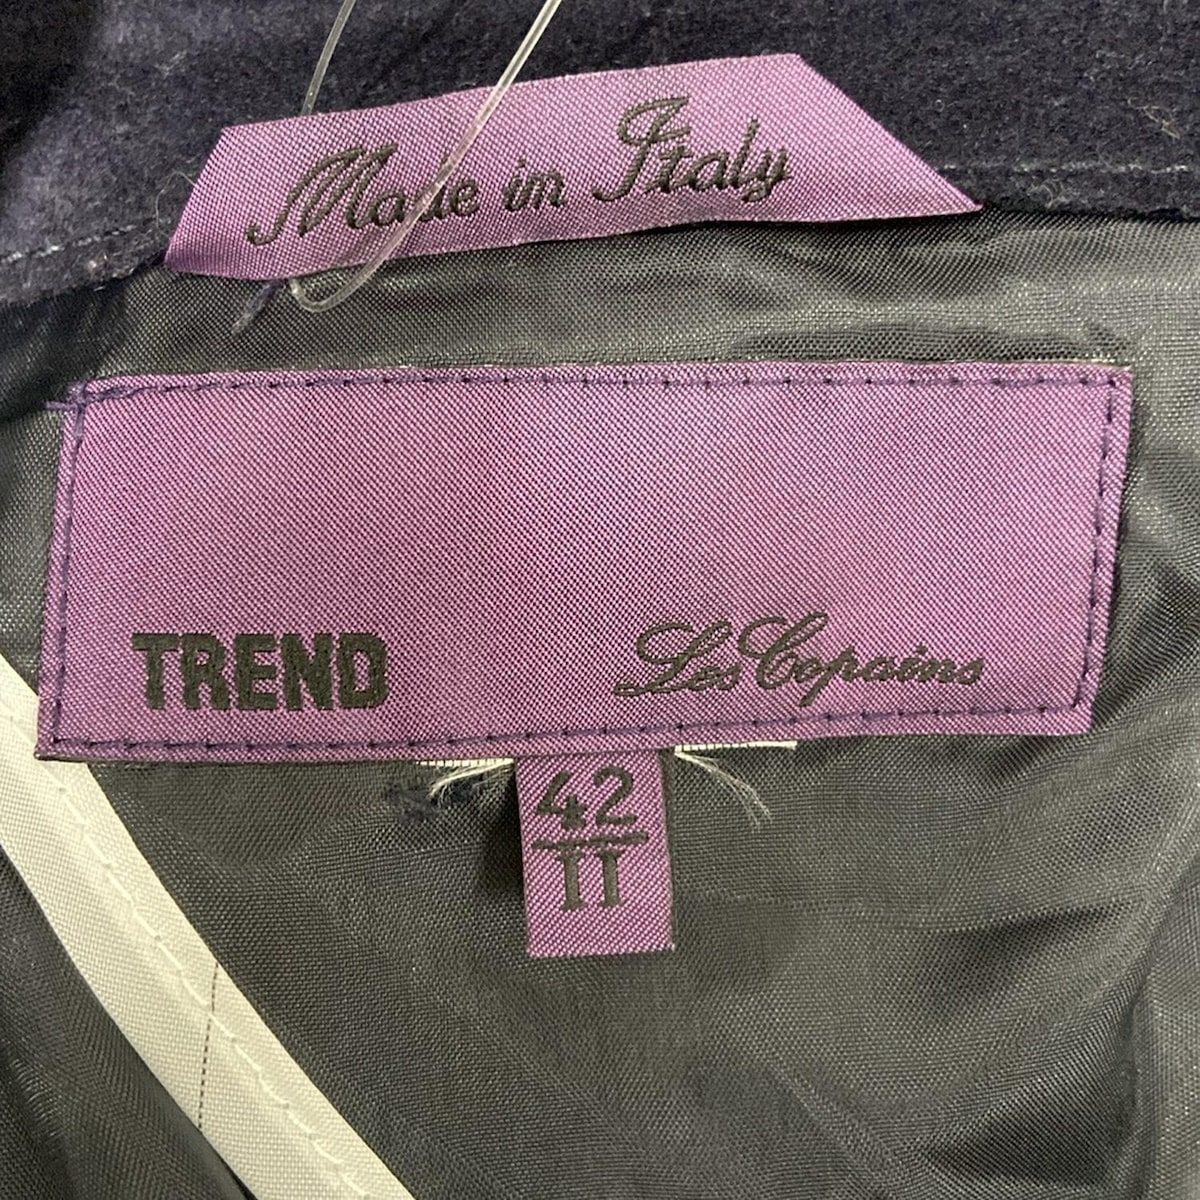 Made in Italy
TREND Les Copains
42
II